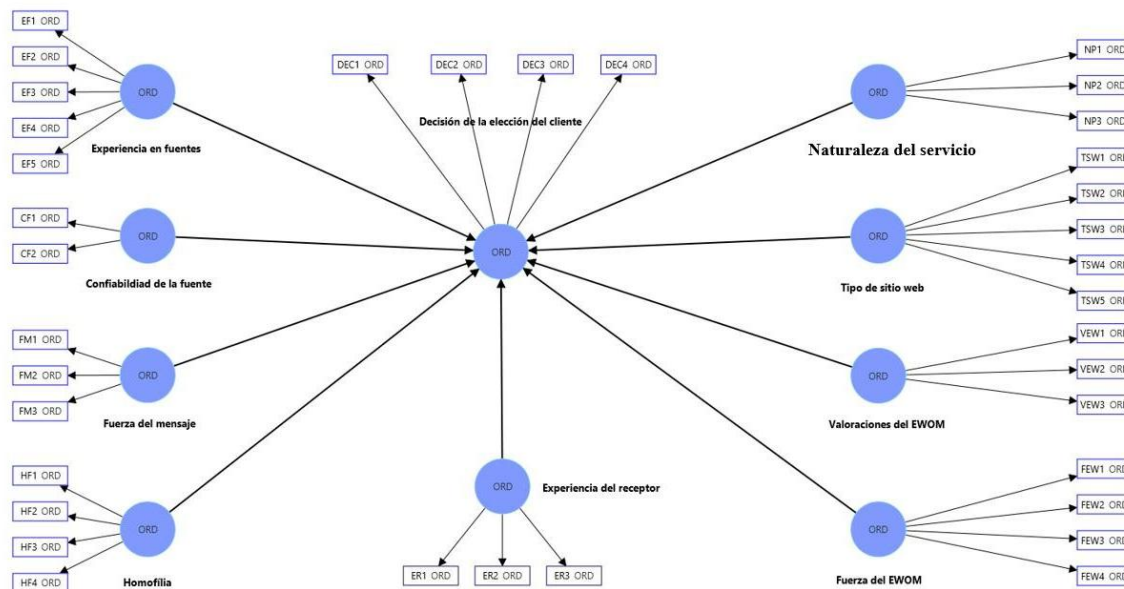 EF1 ORD
EF2 ORD
EF3 ORD
EF4 ORD
EF5 ORD
ORD
Experiencia en fuentes
DEC1 ORD
DEC2 ORD
DEC3 ORD
DEC4 ORD
Decisión de la elección del cliente
ORD
ORD
Naturaleza del servicio
NP1 ORD
NP2 ORD
NP3 ORD
CF1 ORD
CF2 ORD
ORD
Confiabildiad de la fuente
ORD
Tipo de sitio web
TSW1 ORD
TSW2 ORD
TSW3 ORD
TSW4 ORD
TSW5 ORD
FM1 ORD
FM2 ORD
FM3 ORD
ORD
Fuerza del mensaje
ORD
Valoraciones del EWOM
VEW1 ORD
VEW2 ORD
VEW3 ORD
HF1 ORD
HF2 ORD
HF3 ORD
HF4 ORD
ORD
Homofília
ORD
Experiencia del receptor
ER1 ORD
ER2 ORD
ER3 ORD
ORD
Fuerza del EWOM
FEW1 ORD
FEW2 ORD
FEW3 ORD
FEW4 ORD